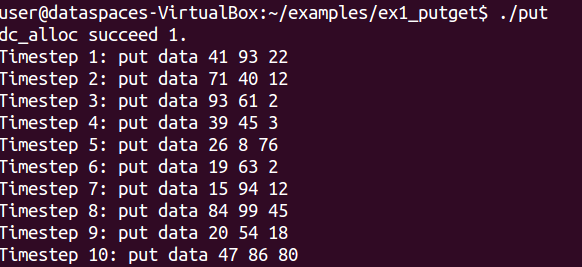 user@dataspaces-VirtualBox:~/examples/ex1_putget$ ./put
dc_alloc succeed 1.
Timestep 1: put data 41 93 22
Timestep 2: put data 71 40 12
Timestep 3: put data 93 61 2
Timestep 4: put data 39 45 3
Timestep 5: put data 26 8 76
Timestep 6: put data 19 63 2
Timestep 7: put data 15 94 12
Timestep 8: put data 84 99 45
Timestep 9: put data 20 54 18
Timestep 10: put data 47 86 80